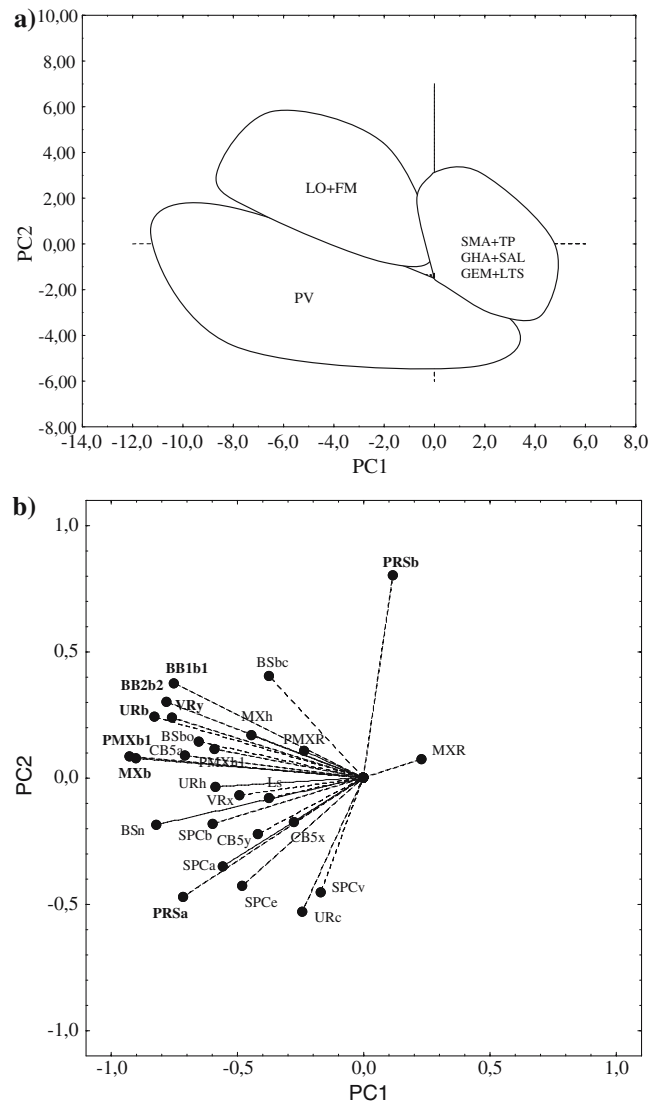 a)
10,00
8,00
6,00
4,00
2,00
0,00
-2,00
-4,00
-6,00
-8,00
PC2
LO+FM
SMA+TP
GHA+SAL
GEM+LTS
PV
-14,0 -12,0 -10,0 -8,0 -6,0 -4,0 -2,0 0,0 2,0 4,0 6,0 8,0
PC1
b)
1,0
0,5
0,0
-0,5
-1,0
PC2
PRSb
BB1b1
BSbc
BB2b2
URb
VRy
MXh
BSbo
PMXR
PMXb1
CB5a
PMXh1
MXR
MXb
URh
Ls
VRx
BSn
SPCb
CB5y
CB5x
SPCa
SPCe
SPCv
PRSa
URc
-1,0 -0,5 0,0 0,5 1,0
PC1